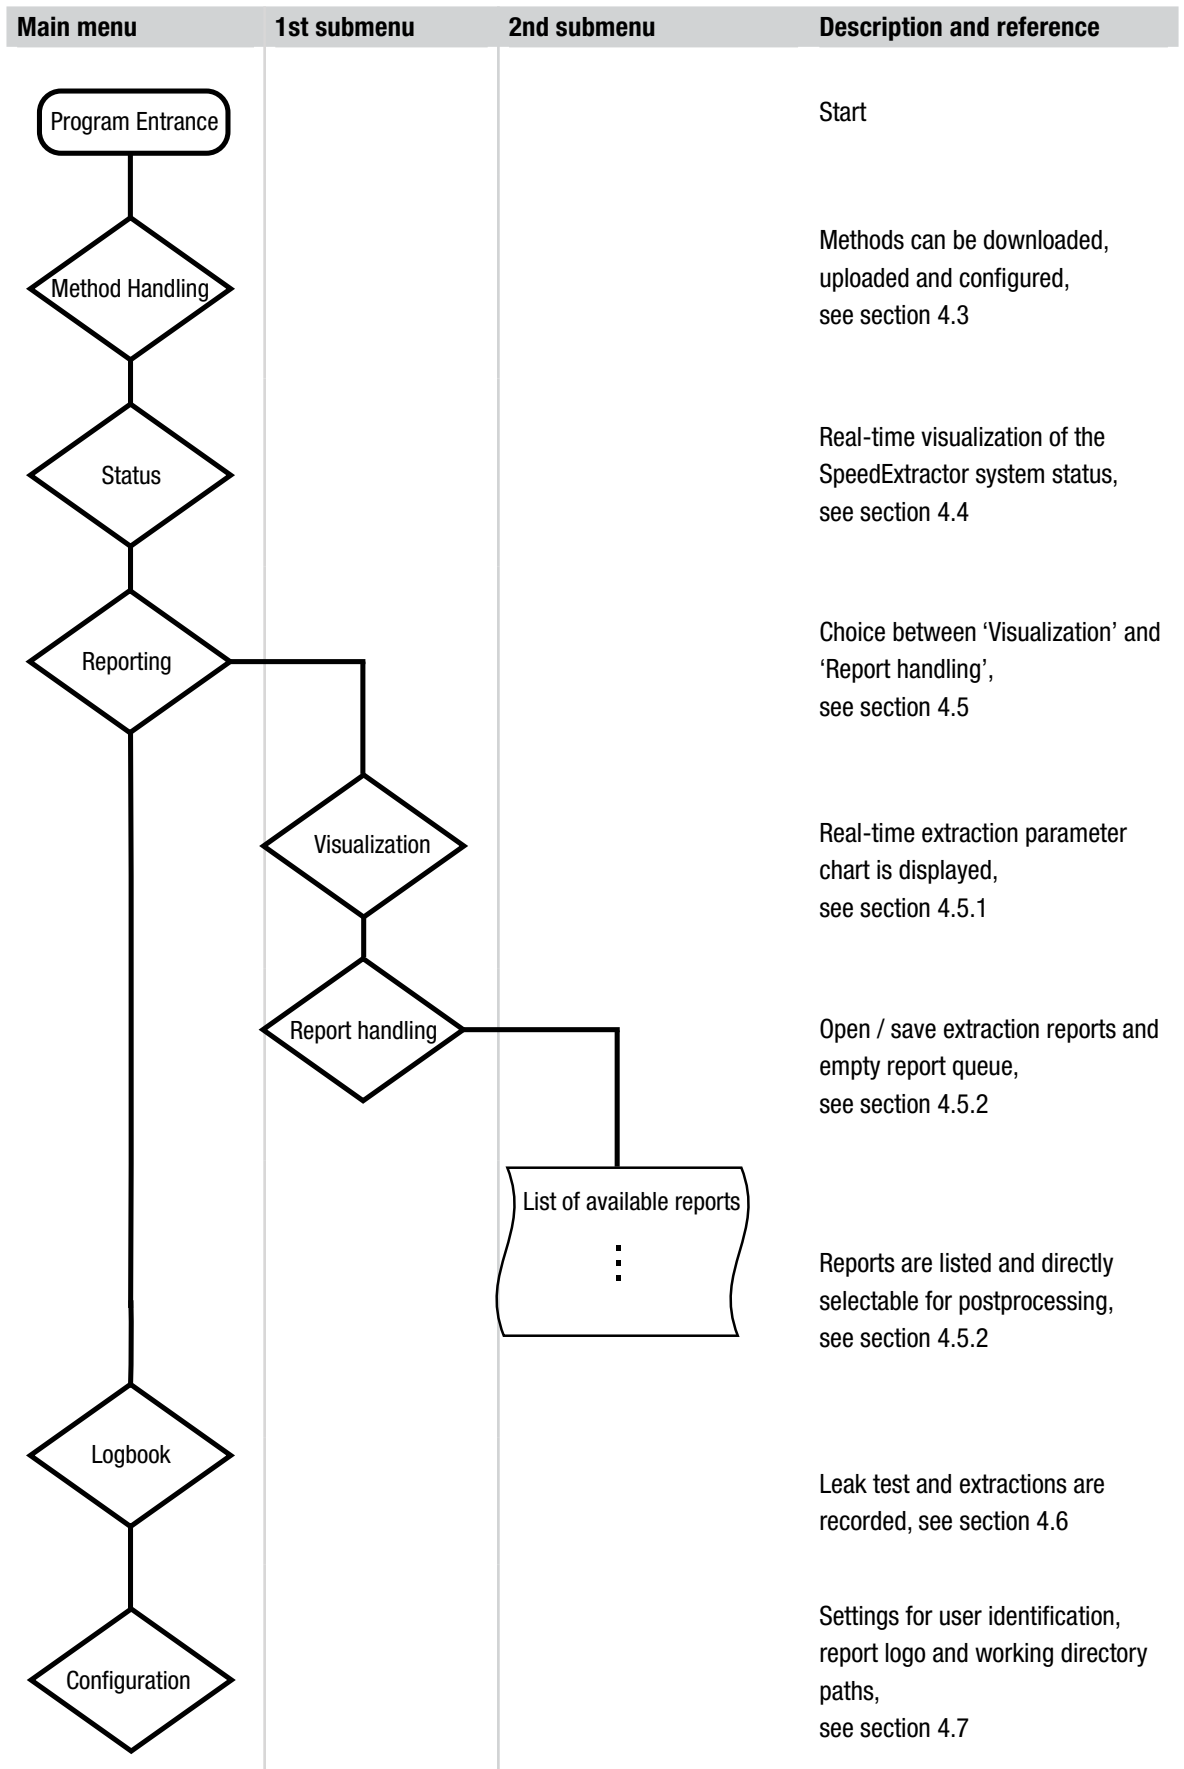 Main menu 1st submenu 2nd submenu Description and reference
Program Entrance
Start
Method Handling
Methods can be downloaded,
uploaded and configured,
see section 4.3
Status
Real-time visualization of the
SpeedExtractor system status,
see section 4.4
Reporting
Choice between ‘Visualization’ and
‘Report handling’,
see section 4.5
Visualization
Real-time extraction parameter
chart is displayed,
see section 4.5.1
Report handling
Open / save extraction reports and
empty report queue,
see section 4.5.2
List of available reports
Reports are listed and directly
selectable for postprocessing,
see section 4.5.2
Logbook
Leak test and extractions are
recorded, see section 4.6
Configuration
Settings for user identification,
report logo and working directory
paths,
see section 4.7